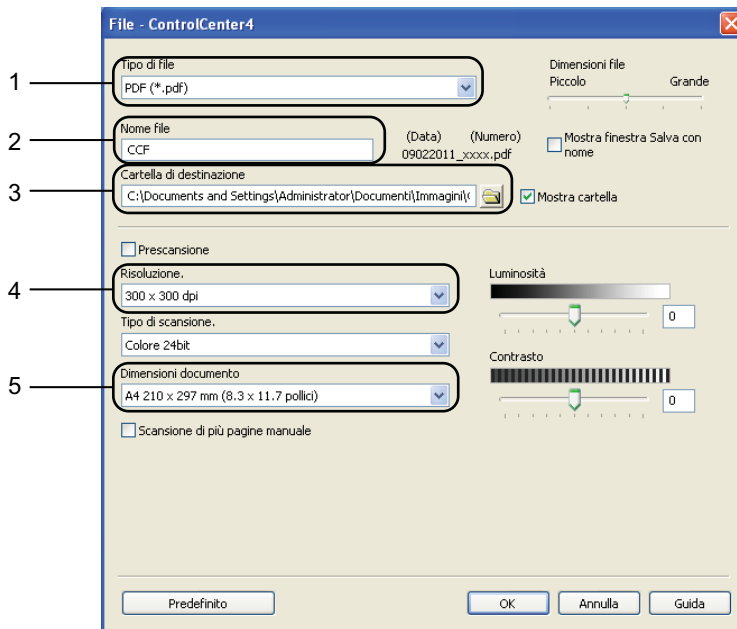 File - ControlCenter4
1
Tipo di file
PDF (*.pdf)
Dimensioni file
Piccolo Grande
2
Nome file
CCF
(Data) (Numero)
09022011_xxxx.pdf
Mostra finestra Salva con
nome
3
Cartella di destinazione
C:\Documents and Settings\Administrator\Documenti\Immagini\
Mostra cartella
Prescansione
4
Risoluzione.
300 x 300 dpi
Luminosità
0
Tipo di scansione.
Colore 24bit
Contrasto
0
5
Dimensioni documento
A4 210 x 297 mm (8.3 x 11.7 pollici)
Scansione di più pagine manuale
Predefinito OK Annulla Guida